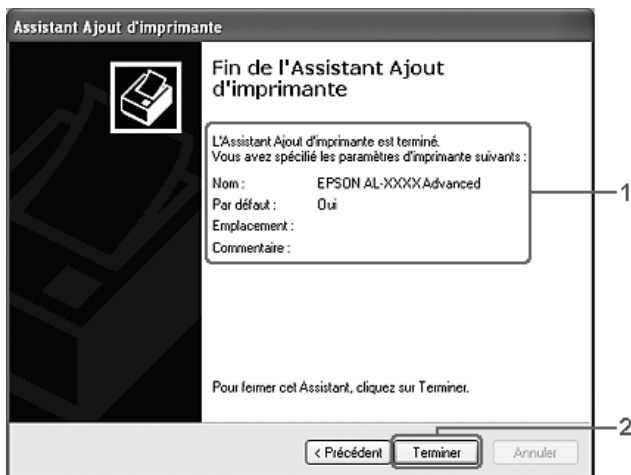 Assistant Ajout d'imprimante
Fin de l'Assistant Ajout
d'imprimante
L'Assistant Ajout d'imprimante est terminé.
Vous avez spécilié les paramètres d'imprimante suivants :
Nom : EPSON AL-XXXX Advanced
Par défaut : Oui
Emplacement :
Commentaire :
1
Pour fermer cet Assistant, cliquez sur Terminer.
2
< Précédent Terminer Annuler